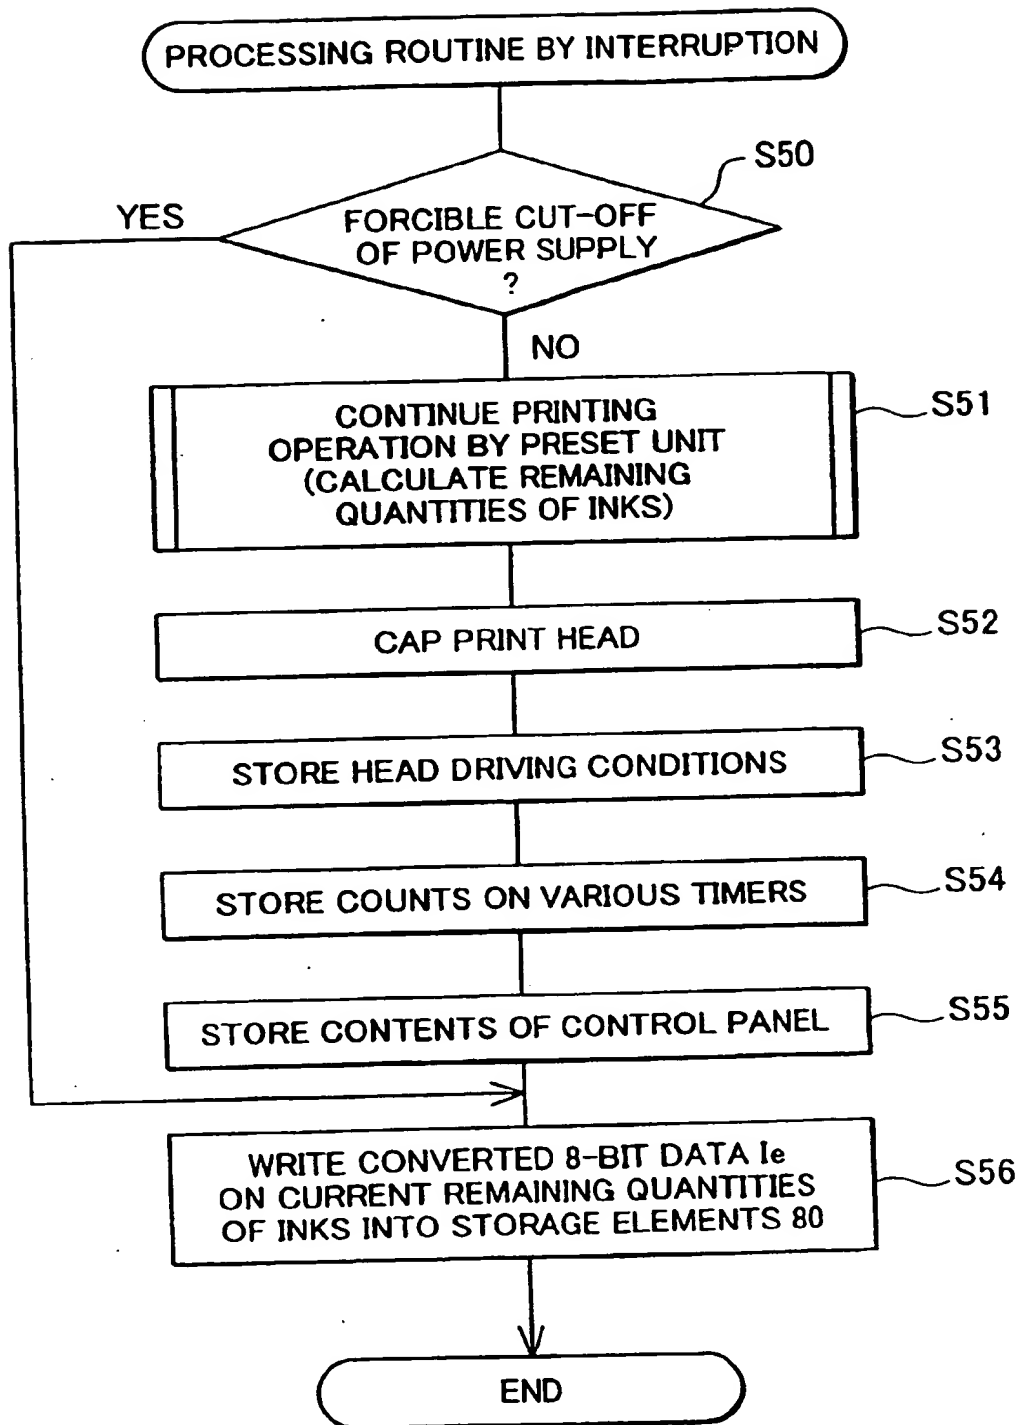 PROCESSING ROUTINE BY INTERRUPTION
S50
YES
FORCIBLE CUT-OFF
OF POWER SUPPLY
?
NO
CONTINUE PRINTING
OPERATION BY PRESET UNIT
(CALCULATE REMAINING
QUANTITIES OF INKS)
S51
CAP PRINT HEAD
S52
STORE HEAD DRIVING CONDITIONS
S53
STORE COUNTS ON VARIOUS TIMERS
S54
STORE CONTENTS OF CONTROL PANEL
S55
WRITE CONVERTED 8-BIT DATA Ie
ON CURRENT REMAINING QUANTITIES
OF INKS INTO STORAGE ELEMENTS 80
S56
END